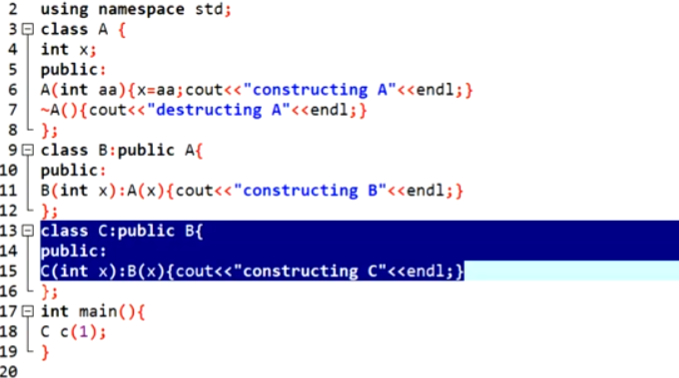 2 using namespace std;
3 class A {
4 int x;
5 public:
6 A(int aa){x=aa;cout<<"constructing A"<<endl;}
7 ~A(){cout<<"destructing A"<<endl;}
8 };
9 class B:public A{
10 public:
11 B(int x):A(x){cout<<"constructing B"<<endl;}
12 };
13 class C:public B{
14 public:
15 C(int x):B(x){cout<<"constructing C"<<endl;}
16 };
17 int main(){
18 C c(1);
19 }
20